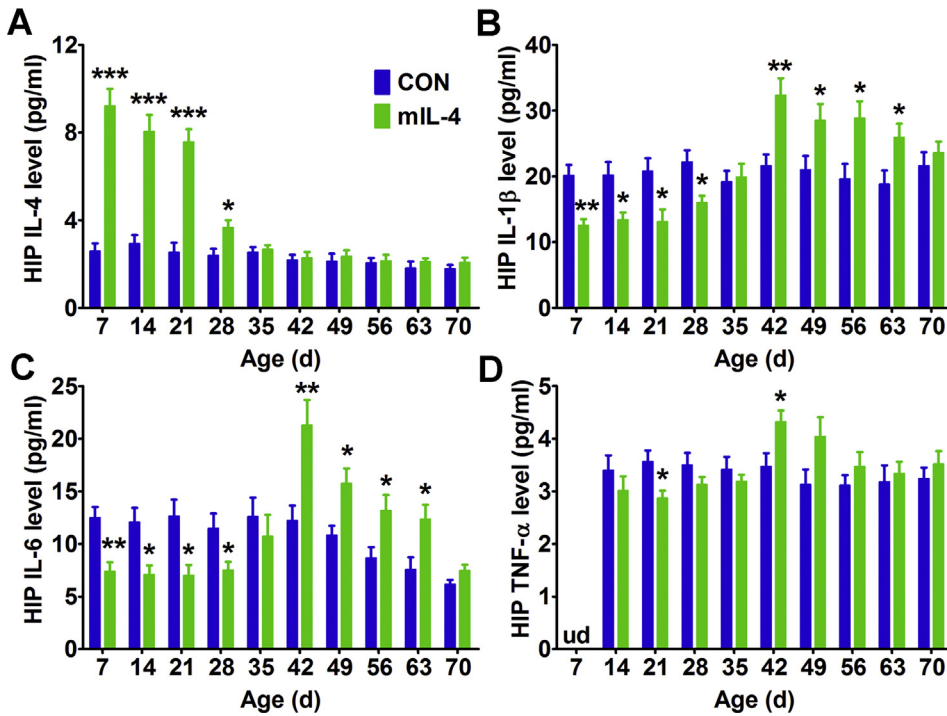 A
HIP IL-4 level (pg/ml)
12
8
4
0
***
***
***
*
CON
mIL-4
7 14 21 28 35 42 49 56 63 70
Age (d)
B
HIP IL-1β level (pg/ml)
40
30
20
10
0
**
*
*
*
**
*
*
*
7 14 21 28 35 42 49 56 63 70
Age (d)
C
HIP IL-6 level (pg/ml)
25
20
15
10
5
0
**
*
*
*
**
*
*
*
7 14 21 28 35 42 49 56 63 70
Age (d)
D
HIP TNF-α level (pg/ml)
5
4
3
2
1
0
ud
*
*
7 14 21 28 35 42 49 56 63 70
Age (d)